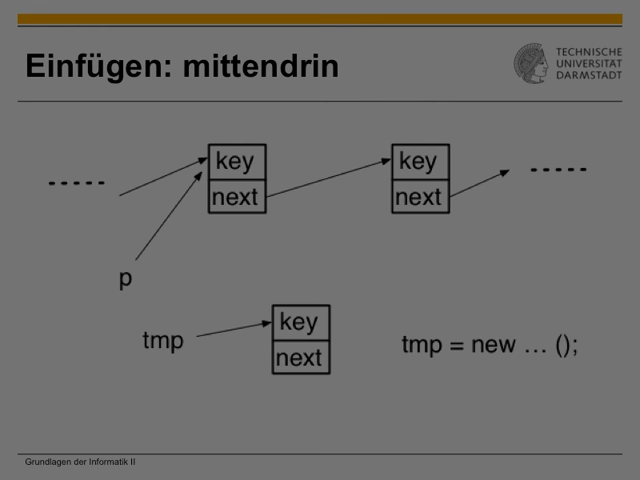 Einfügen: mittendrin
TECHNISCHE
UNIVERSITÄT
DARMSTADT
key
next
key
next
p
tmp
key
next
tmp = new … ();
Grundlagen der Informatik II